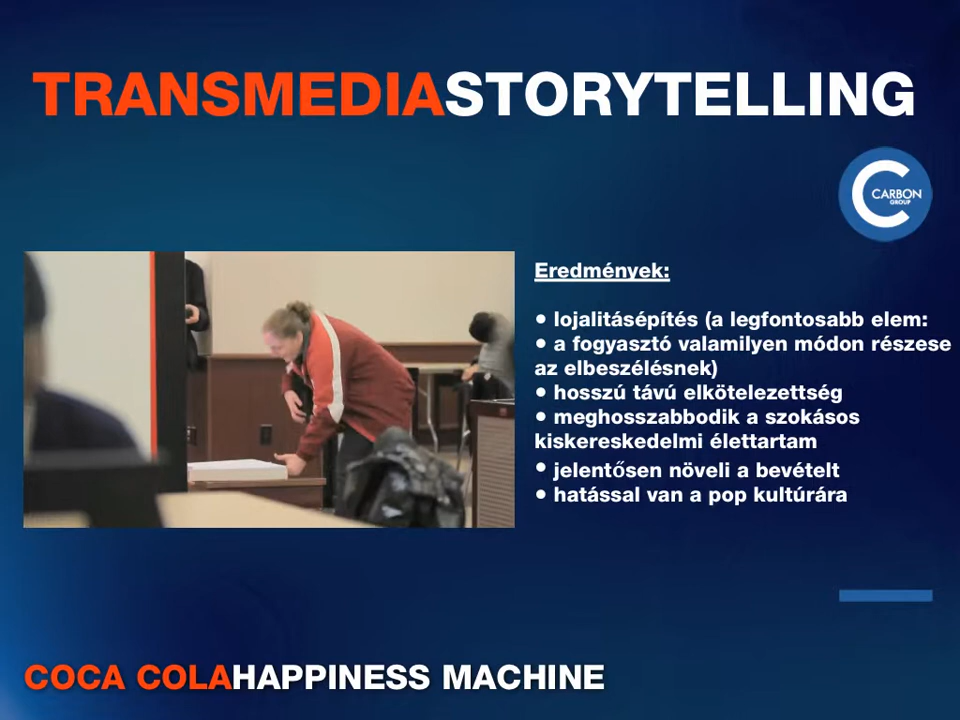 TRANSMEDIASTORYTELLING
CARBON
GROUP
Eredmények:
• lojalitásépítés (a legfontosabb elem:
• a fogyasztó valamilyen módon részese
az elbeszélésnek)
• hosszú távú elkötelezettség
• meghosszabbodik a szokásos
kiskereskedelmi élettartam
• jelentősen növeli a bevételt
• hatással van a pop kultúrára
COCA COLAHAPPINESS MACHINE